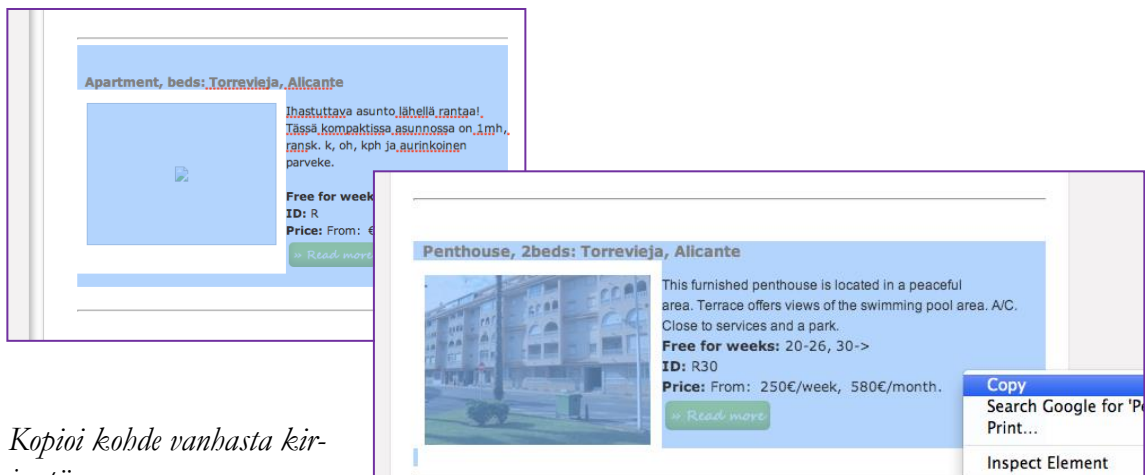 Apartment, beds: Torrevieja, Alicante
Ihastuttava asunto lähellä rantaa!
Tässä kompaktissa asunnossa on 1mh,
ransk. k, oh, kph ja aurinkoinen
parveke.
Free for week
ID: R
Price: From: €
» Read more
Penthouse, 2beds: Torrevieja, Alicante
This furnished penthouse is located in a peaceful
area. Terrace offers views of the swimming pool area. A/C.
Close to services and a park.
Free for weeks: 20-26, 30->
ID: R30
Price: From: 250€/week, 580€/month.
» Read more
Copy
Search Google for 'P
Print...
Inspect Element
Kopioi kohde vanhasta kir-